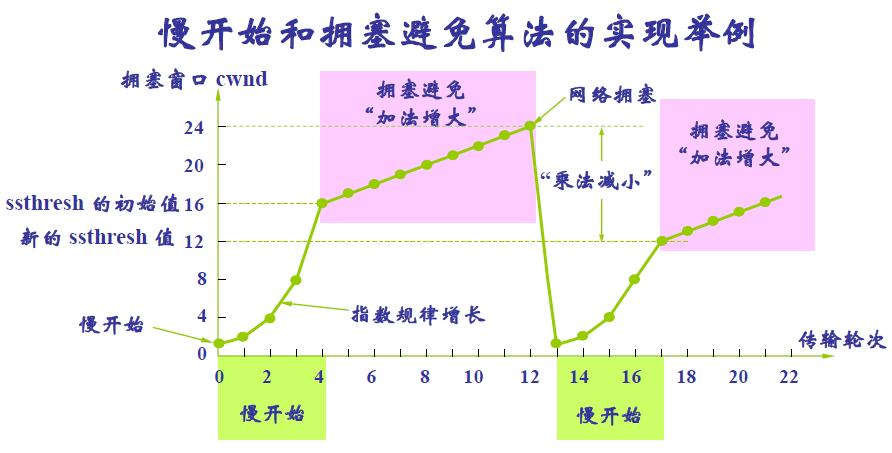 慢开始和拥塞避免算法的实现举例
拥塞窗口 cwnd
拥塞避免
“加法增大”
网络拥塞
拥塞避免
“加法增大”
24
20
“乘法减小”
ssthresh 的初始值 16
新的 ssthresh 值 12
8
4
指数规律增长
慢开始
0
传输轮次
0 2 4 6 8 10 12 14 16 18 20 22
慢开始
慢开始